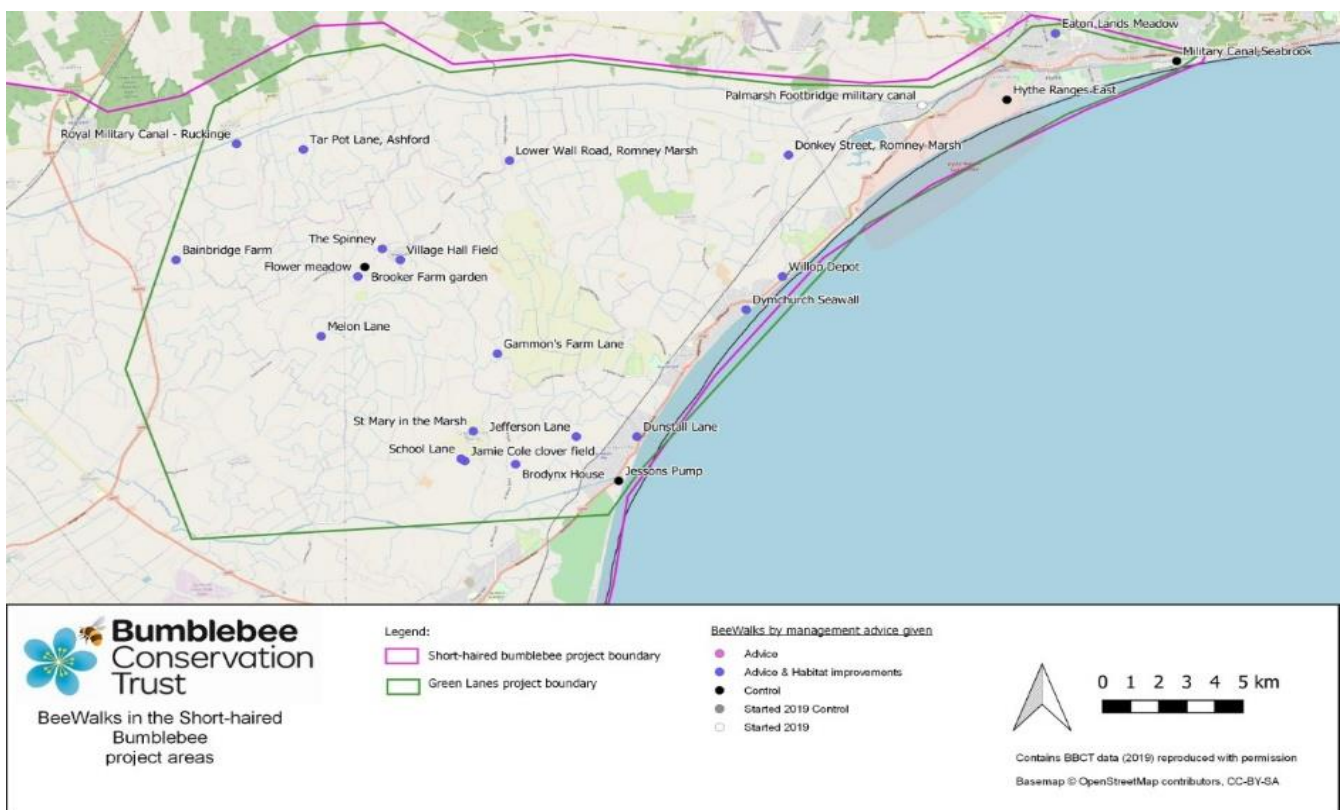 Eaton Lands Meadow
Military Canal,Seabrook
Palmarsh Footbridge military canal
Hythe Ranges East
Royal Military Canal - Ruckinge
Tar Pot Lane, Ashford
Lower Wall Road, Romney Marsh
Donkey Street, Romney Marsh
The Spinney
Bainbridge Farm
Village Hall Field
Flower meadow
Brooker Farm garden
Willop Depot
Dymchurch Seawall
Melon Lane
Gammon's Farm Lane
St Mary in the Marsh
Jefferson Lane
Dunstall Lane
School Lane
Jamie Cole clover field
Brodynx House
Jessons Pump
Bumblebee
Conservation
Trust
BeeWalks in the Short-haired
Bumblebee
project areas
Legend:
Short-haired bumblebee project boundary
Green Lanes project boundary
BeeWalks by management advice given
Advice
Advice & Habitat improvements
Control
Started 2019 Control
Started 2019
0 1 2 3 4 5 km
Contains BBCT data (2019) reproduced with permission
Basemap © OpenStreetMap contributors, CC-BY-SA